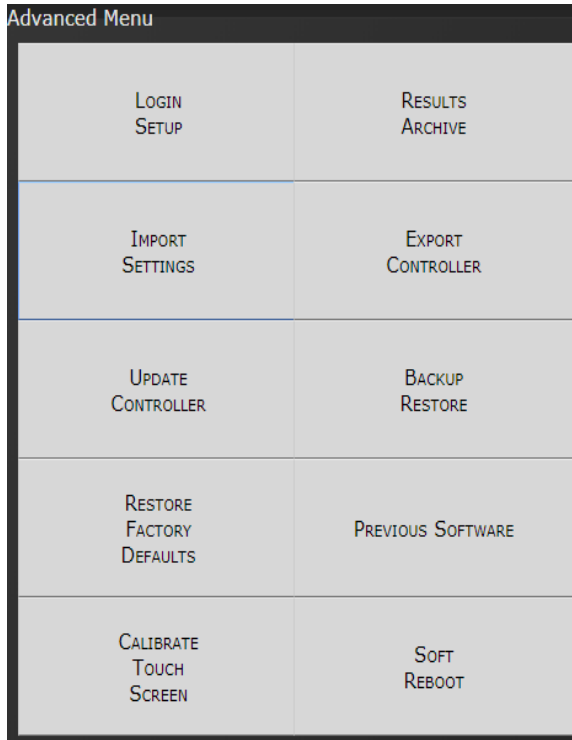 Advanced Menu
Login
Setup
Results
Archive
Import
Settings
Export
Controller
Update
Controller
Backup
Restore
Restore
Factory
Defaults
Previous Software
Calibrate
Touch
Screen
Soft
Reboot